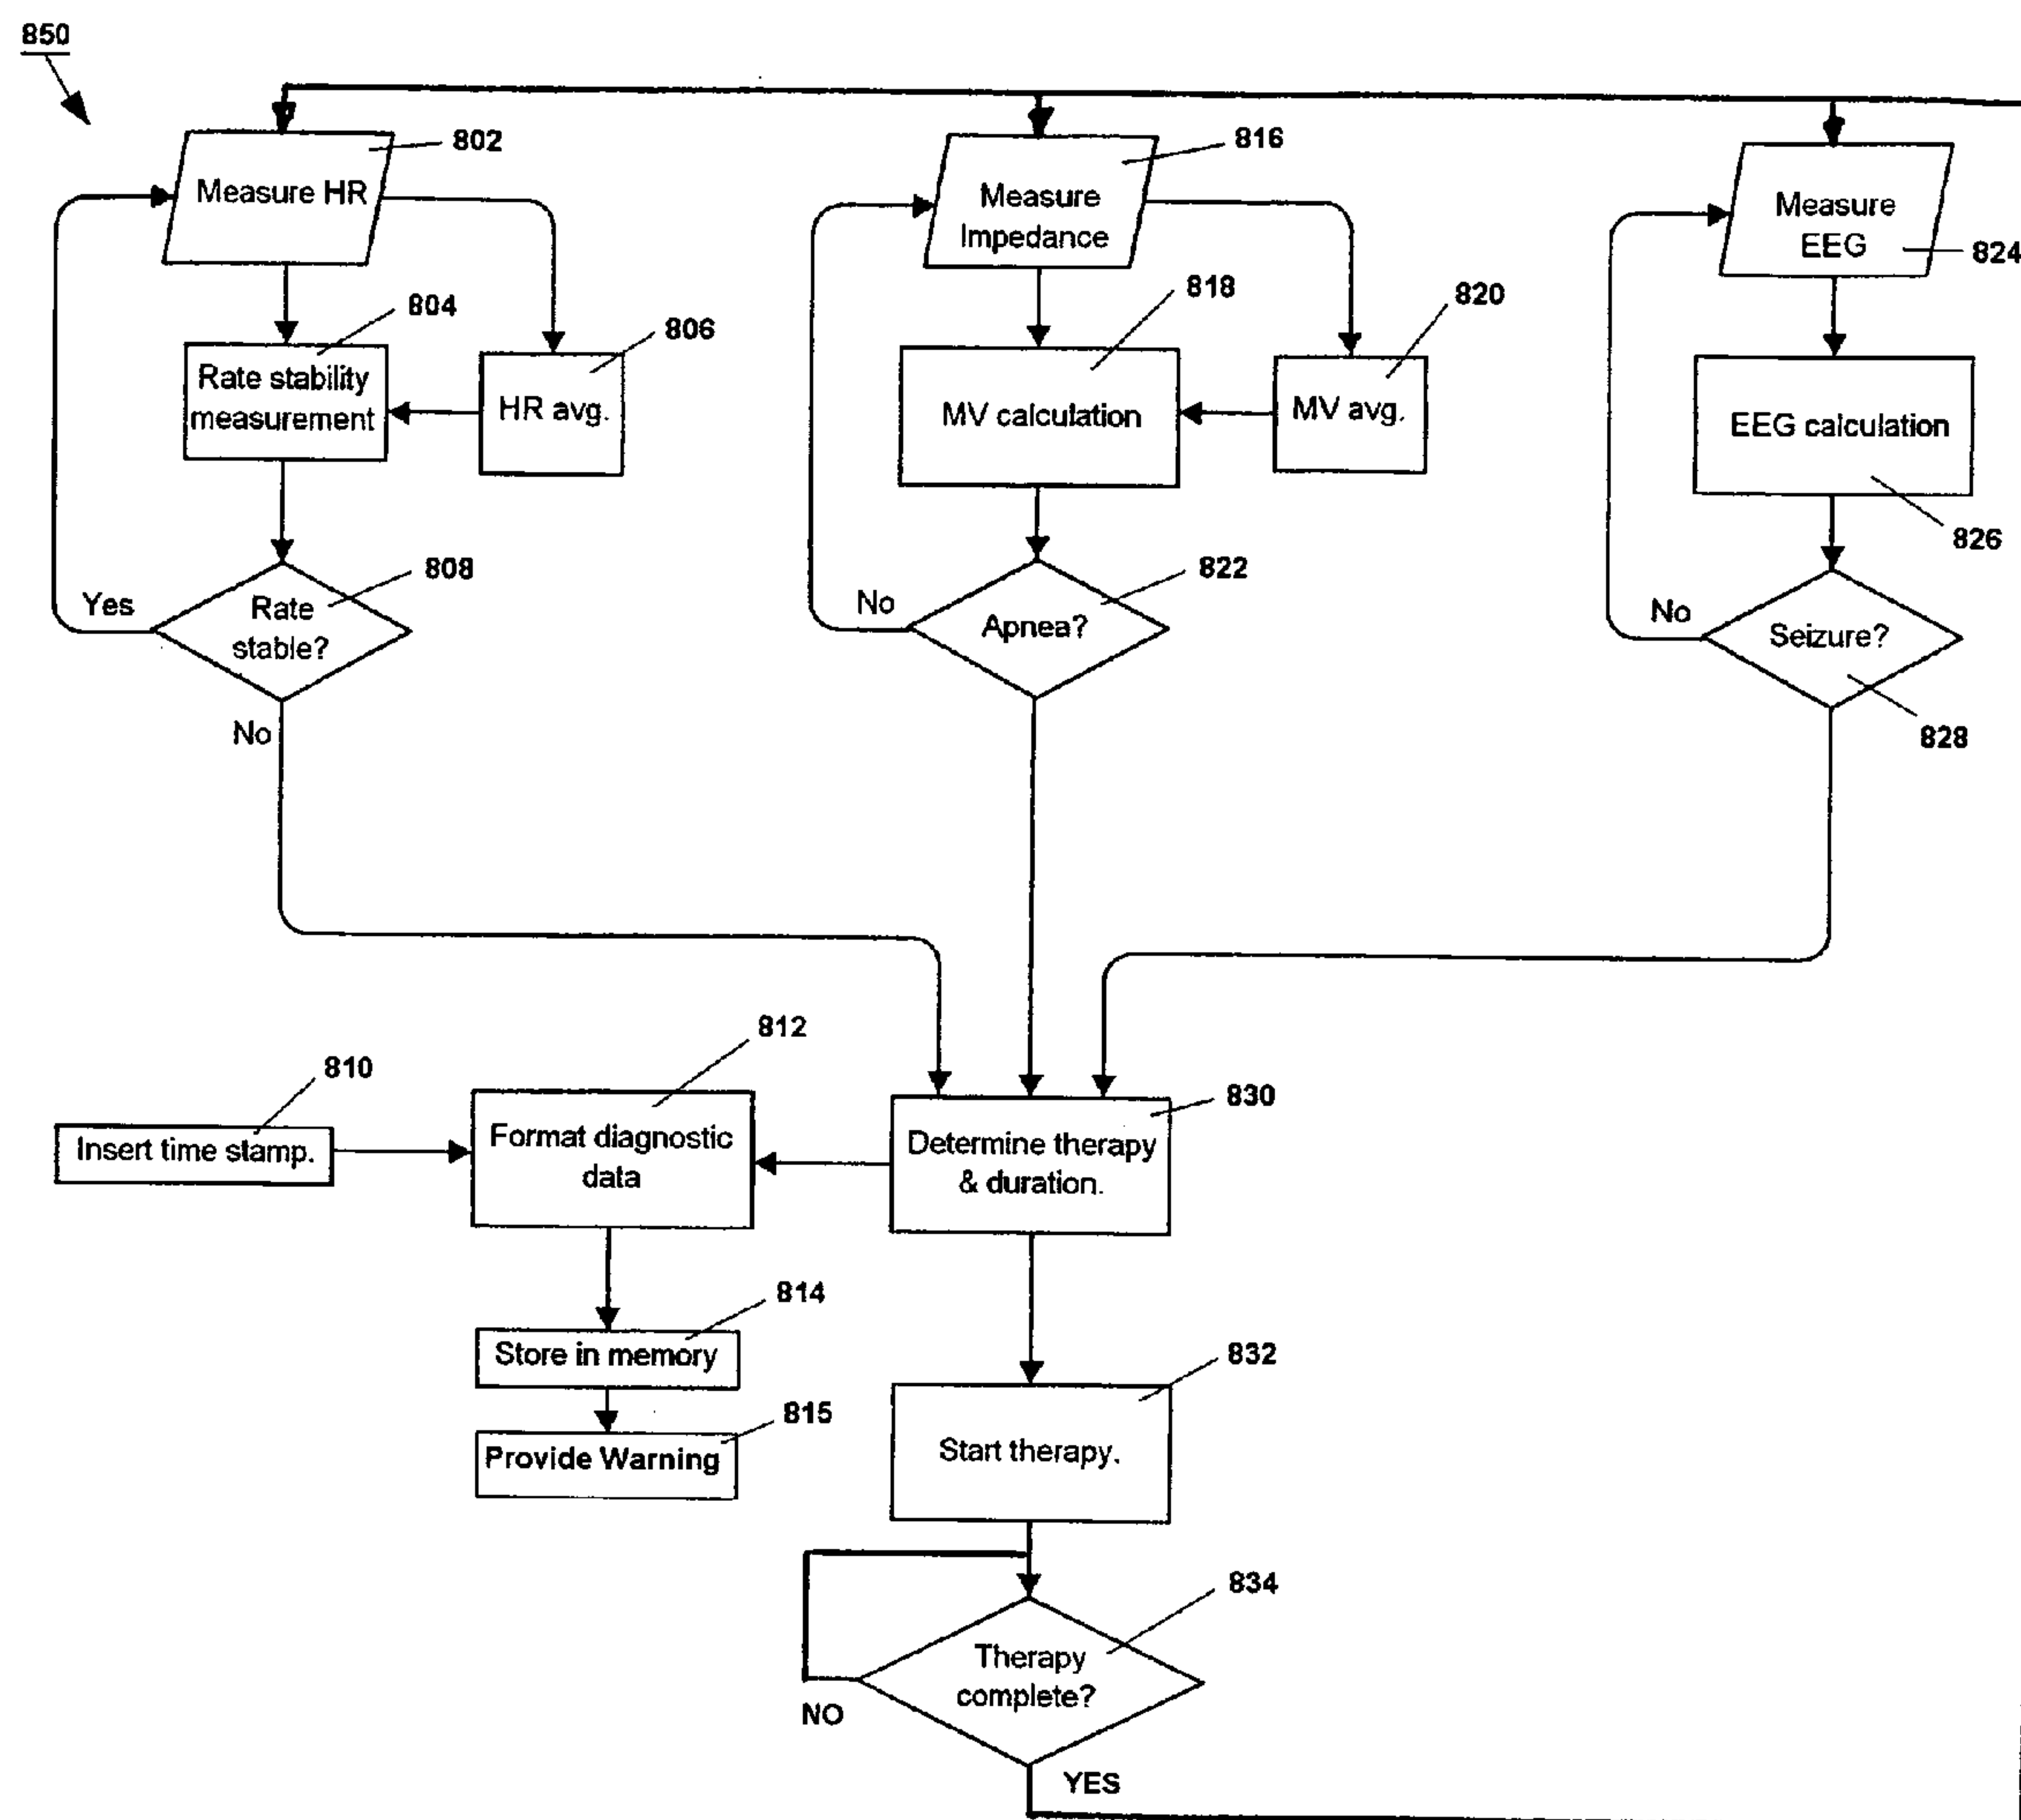 850
802
Measure HR
804
Rate stability
measurement
806
HR avg.
808
Rate
stable?
Yes
No
816
Measure
Impedance
818
MV calculation
820
MV avg.
822
Apnea?
No
824
Measure
EEG
EEG calculation
826
Seizure?
No
828
810
Insert time stamp.
812
Format diagnostic
data
830
Determine therapy
& duration.
814
Store in memory
815
Provide Warning
832
Start therapy.
834
Therapy
complete?
NO
YES